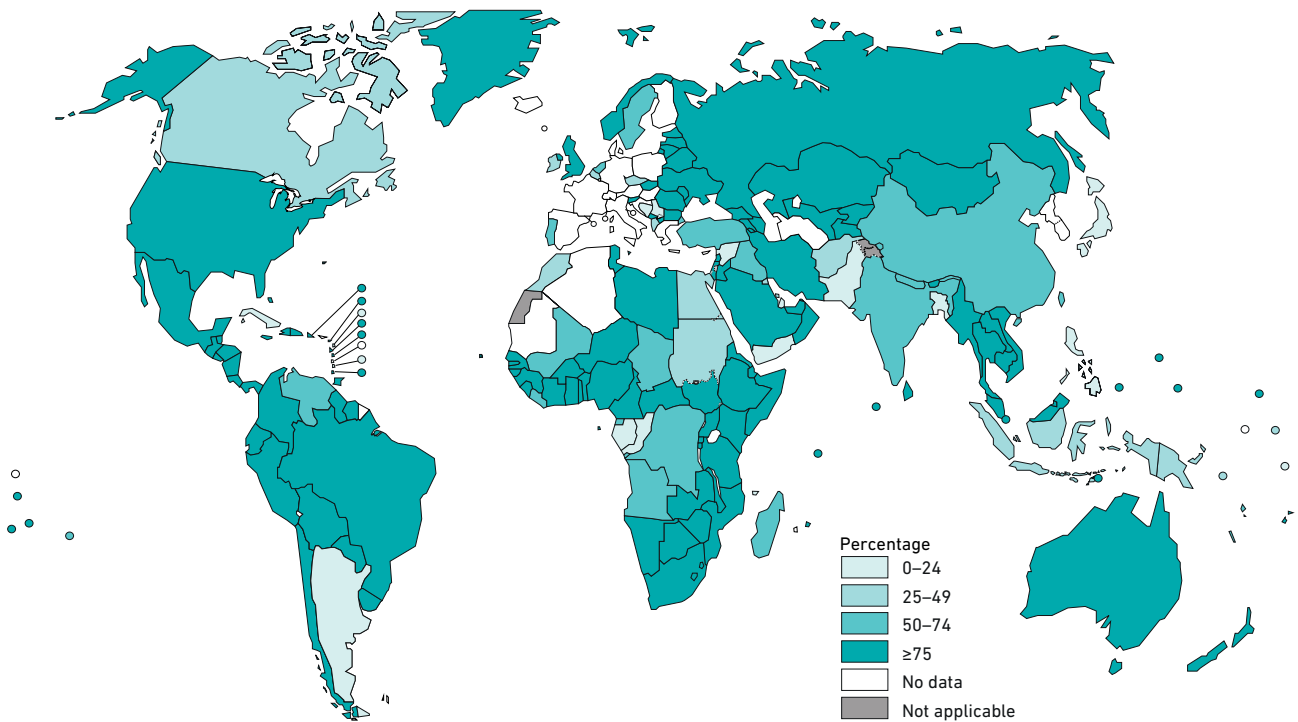 Percentage
0–24
25–49
50–74
≥75
No data
Not applicable